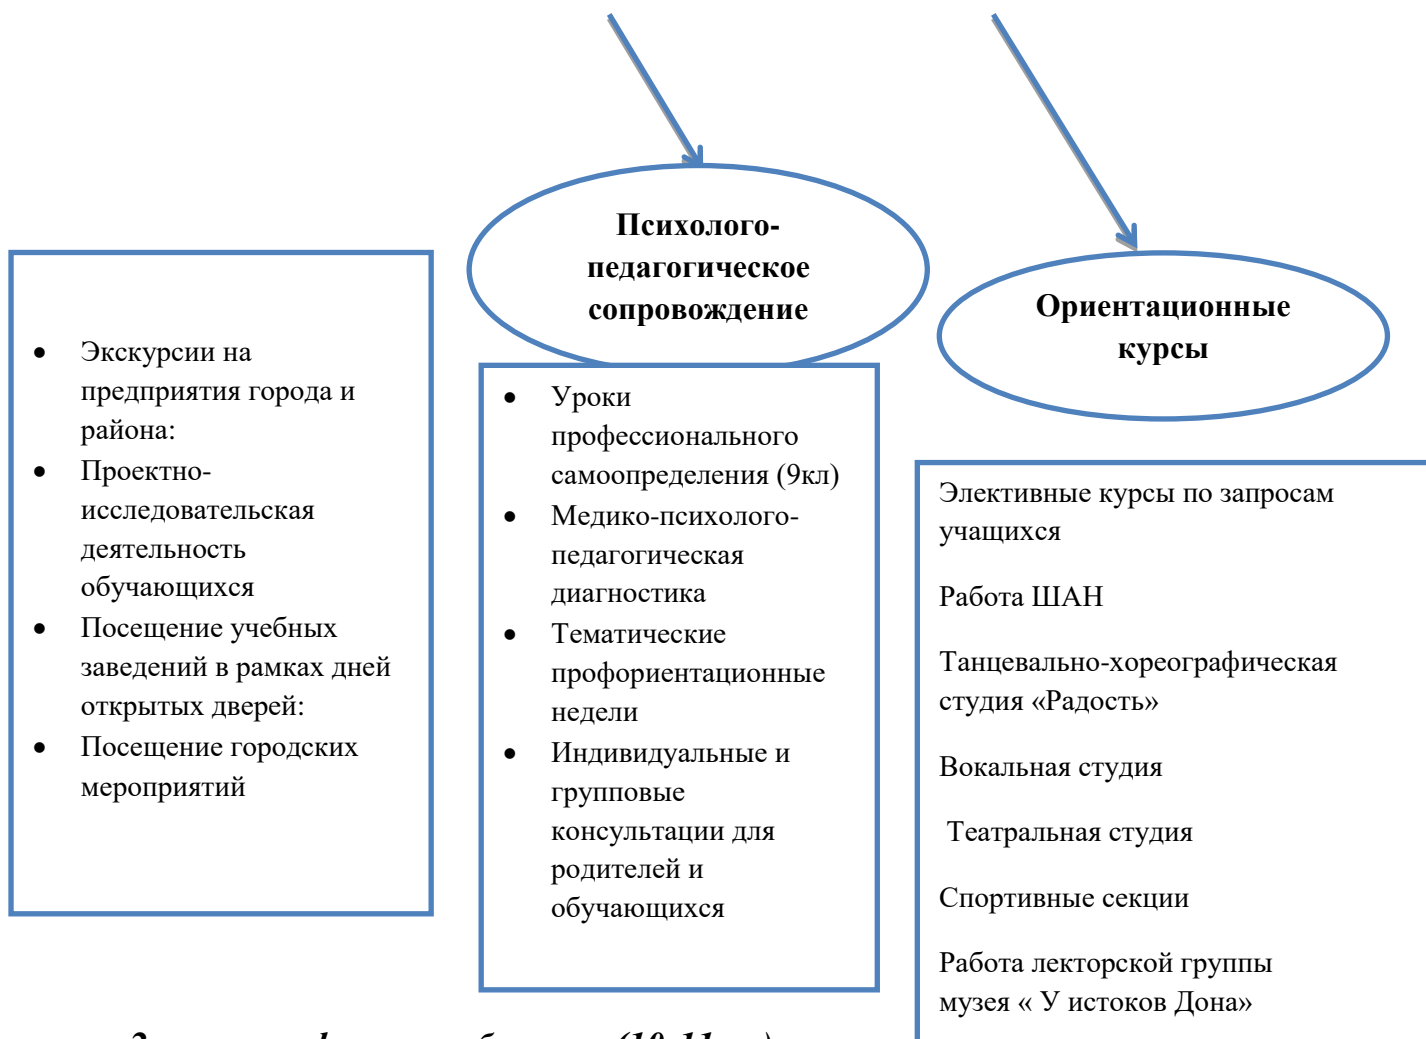 Психолого-
педагогическое
сопровождение
Ориентационные
курсы
• Экскурсии на
предприятия города и
района:
• Проектно-
исследовательская
деятельность
обучающихся
• Посещение учебных
заведений в рамках дней
открытых дверей:
• Посещение городских
мероприятий
• Уроки
профессионального
самоопределения (9кл)
• Медико-психолого-
педагогическая
диагностика
• Тематические
профориентационные
недели
• Индивидуальные и
групповые
консультации для
родителей и
обучающихся
Элективные курсы по запросам
учащихся
Работа ШАН
Танцевально-хореографическая
студия «Радость»
Вокальная студия
Театральная студия
Спортивные секции
Работа лекторской группы
музея « У истоков Дона»